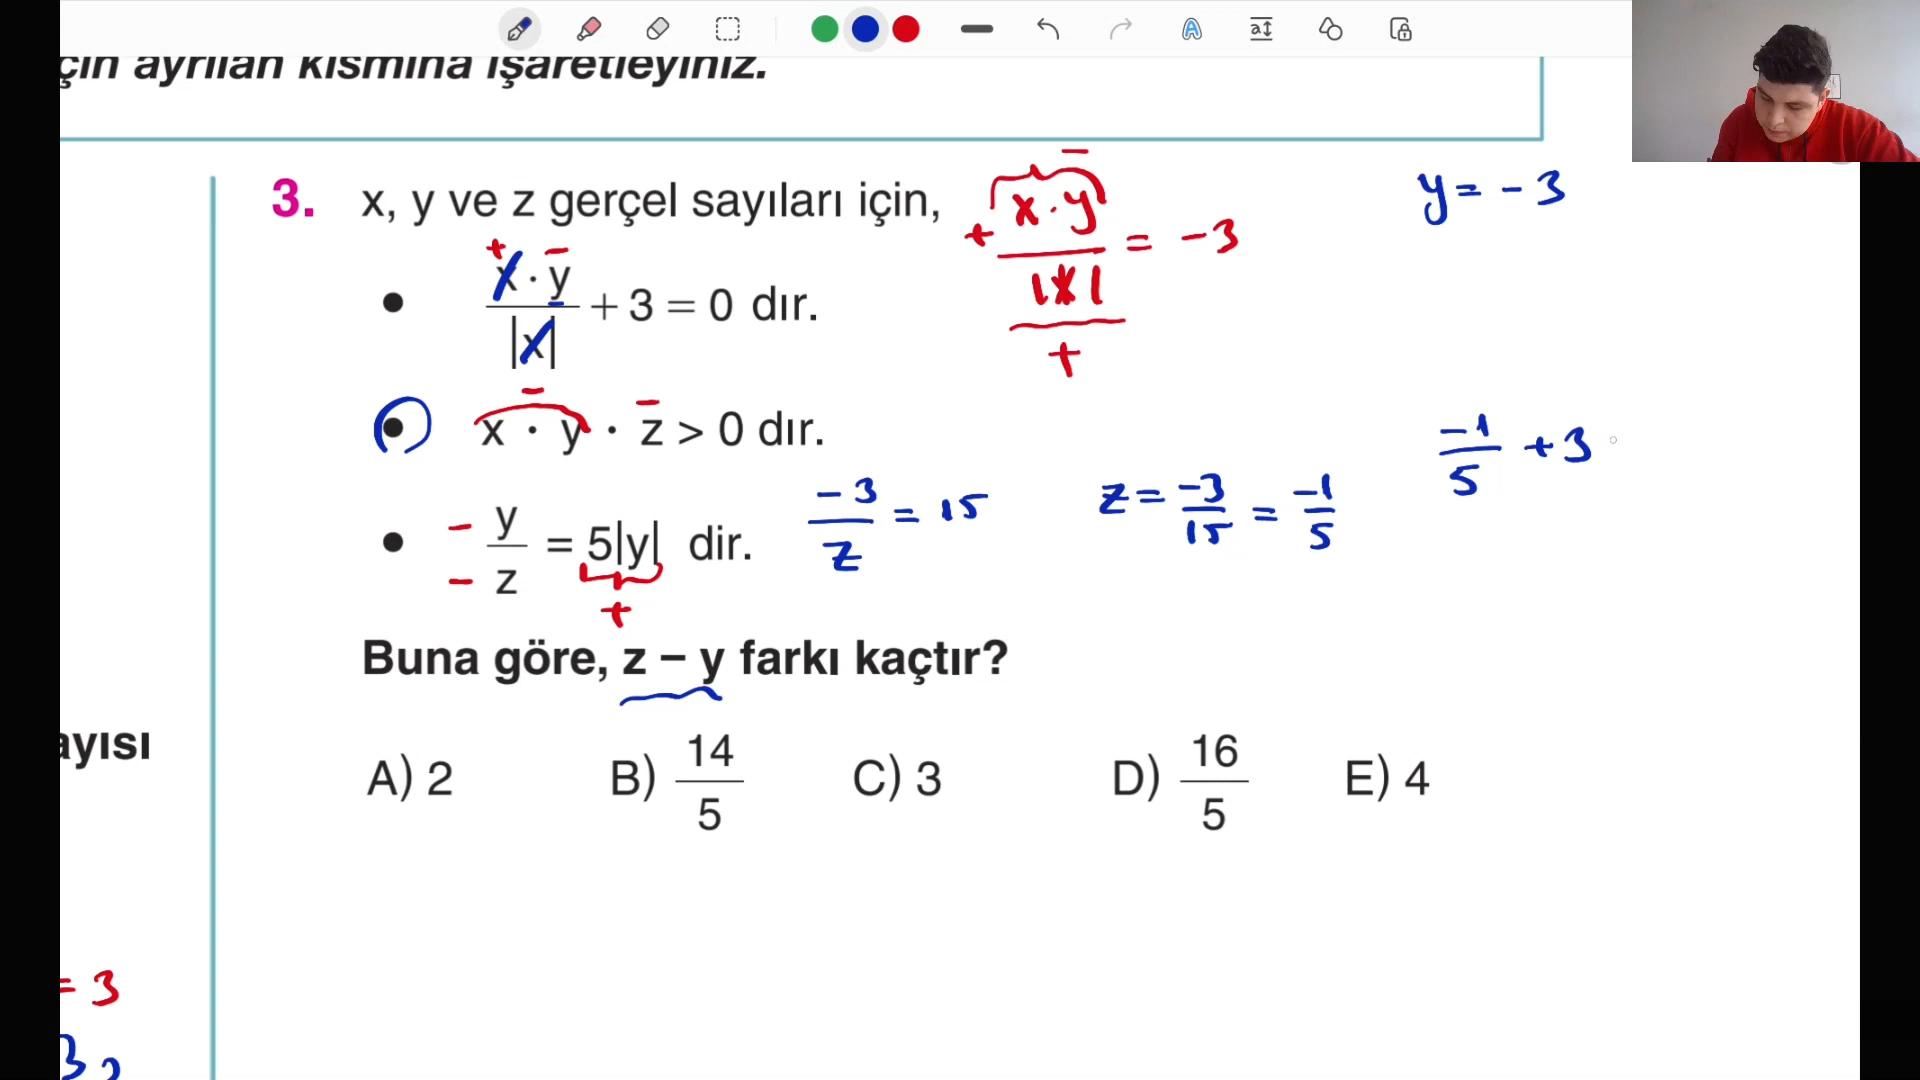 çin ayrılan kısmına işaretleyiniz.
3. x, y ve z gerçel sayıları için,
• x · y / |x| + 3 = 0 dır.
+ −
• x · y · z > 0 dır.
− −
• y / z = 5|y| dir.
− − +
Buna göre, z − y farkı kaçtır?
A) 2 B) 14/5 C) 3 D) 16/5 E) 4
−
+ x · y / |x| = -3
+
y = -3
-3 / z = 15
z = -3/15 = -1/5
-1/5 + 3
ayısı
= 3